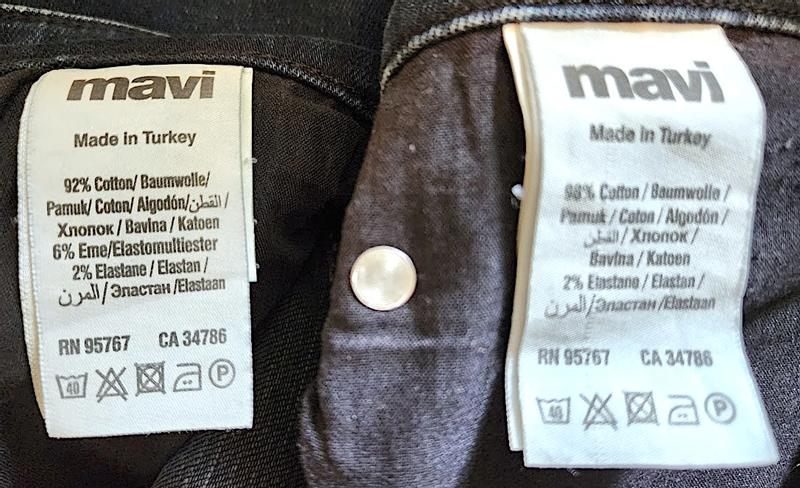 mavi
Made in Turkey
92% Cotton/ Baumwolle/
Pamuk/ Coton/ Algodón/القطن/
Хлопок / Bavlna / Katoen
6% Eme/Elastomultiester
2% Elastane / Elastan /
المرن/ Эластан /Elastaan
RN 95767 CA 34786
40 P
mavi
Made in Turkey
98% Cotton / Baumwolle /
Pamuk / Coton / Algodón /
القطن / Хлопок /
Bavlna / Katoen
2% Elastane / Elastan /
المرن/Эластан /Elastaan
RN 95767 CA 34786
40 P